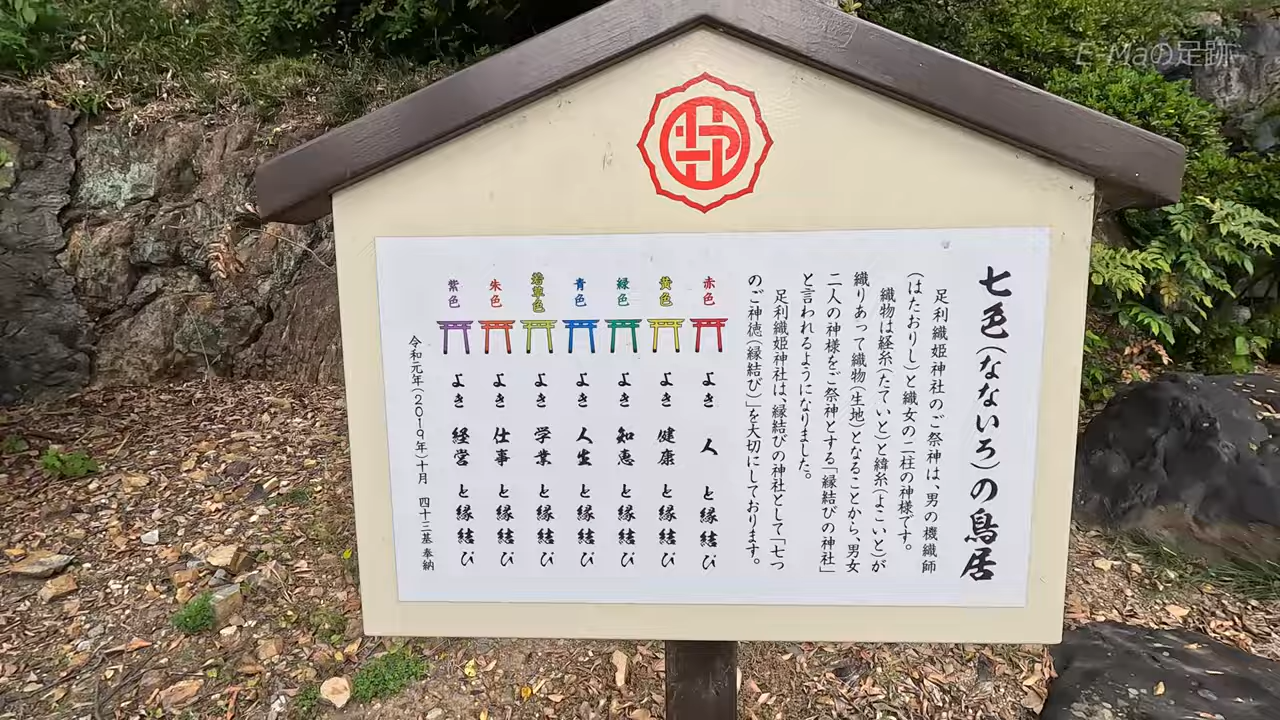 七色(なないろ)の鳥居
足利織姫神社のご祭神は、男の機織師
(はたおりし)と織女の二柱の神様です。
織物は経糸(たていと)と緯糸(よこいと)が
織りあって織物(生地)となることから、男女
二人の神様をご祭神とする「縁結びの神社」
と言われるようになりました。
足利織姫神社は、縁結びの神社として「七つ
のご神徳(縁結び)」を大切にしております。
赤色 よき 人 と縁結び
黄色 よき 健康 と縁結び
緑色 よき 知恵 と縁結び
青色 よき 人生 と縁結び
若草色 よき 学業 と縁結び
朱色 よき 仕事 と縁結び
紫色 よき 経営 と縁結び
令和元年(2019年)十月 四十三基 奉納
E-Maの足跡